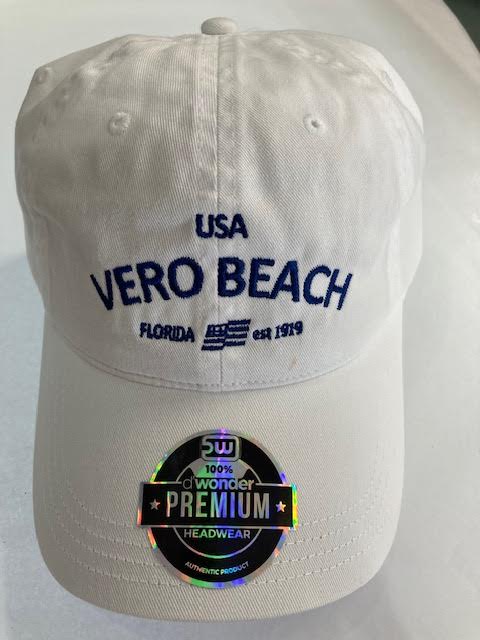 USA
VERO BEACH
FLORIDA est 1919
DW
100%
d'wonder
PREMIUM
HEADWEAR
AUTHENTIC PRODUCT